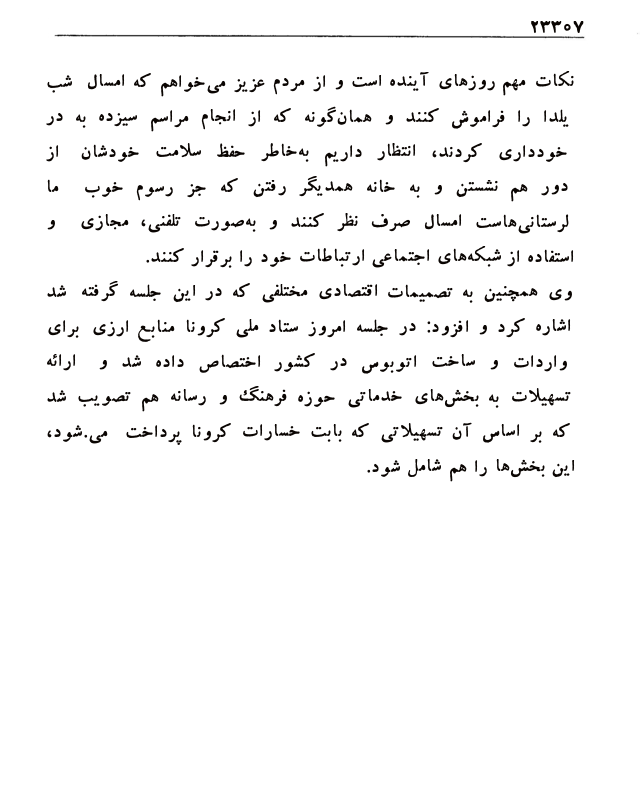 ۲۳۳۰۷
نکات مهم روزهای آینده است و از مردم عزیز می‌خواهم که امسال شب
یلدا را فراموش کنند و همان‌گونه که از انجام مراسم سیزده به در
خودداری کردند، انتظار داریم به‌خاطر حفظ سلامت خودشان از
دور هم نشستن و به خانه همدیگر رفتن که جز رسوم خوب ما
لرستانی‌هاست امسال صرف نظر کنند و به‌صورت تلفنی، مجازی و
استفاده از شبکه‌های اجتماعی ارتباطات خود را برقرار کنند.
وی همچنین به تصمیمات اقتصادی مختلفی که در این جلسه گرفته شد
اشاره کرد و افزود: در جلسه امروز ستاد ملی کرونا منابع ارزی برای
واردات و ساخت اتوبوس در کشور اختصاص داده شد و ارائه
تسهیلات به بخش‌های خدماتی حوزه فرهنگ و رسانه هم تصویب شد
که بر اساس آن تسهیلاتی که بابت خسارات کرونا پرداخت می.شود،
این بخش‌ها را هم شامل شود.